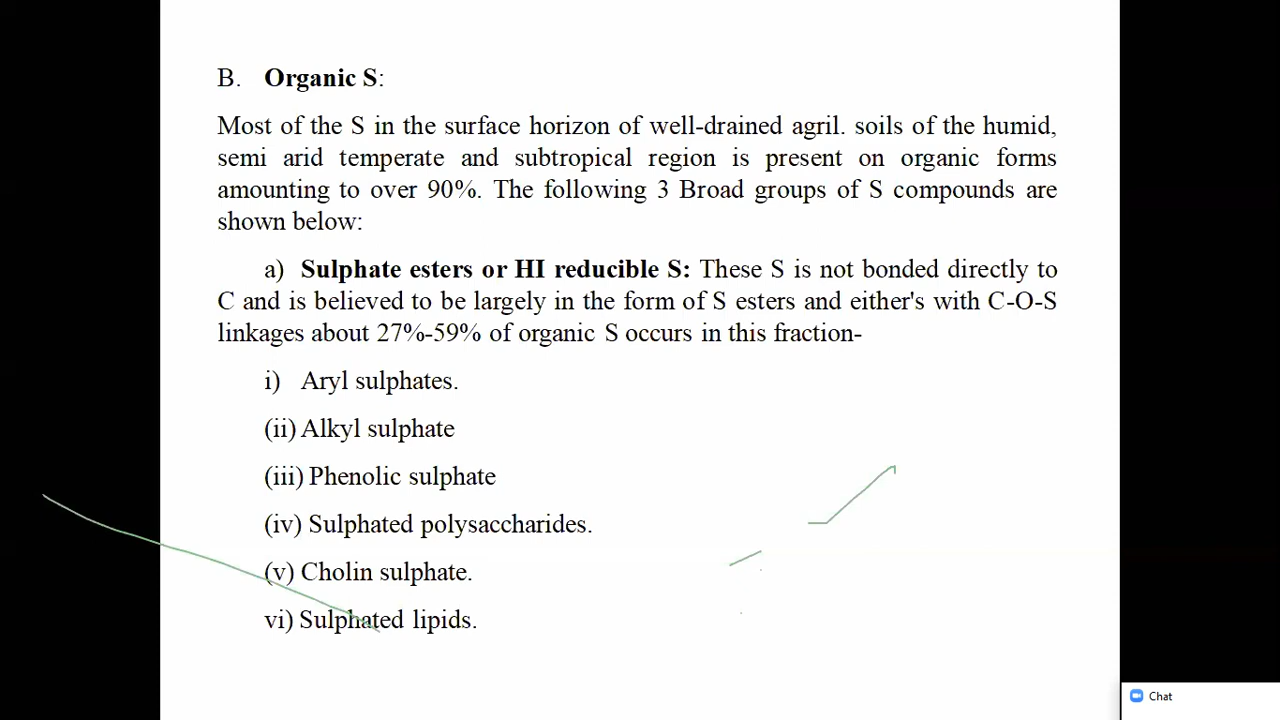 B. Organic S:
Most of the S in the surface horizon of well-drained agril. soils of the humid,
semi arid temperate and subtropical region is present on organic forms
amounting to over 90%. The following 3 Broad groups of S compounds are
shown below:
a) Sulphate esters or HI reducible S: These S is not bonded directly to
C and is believed to be largely in the form of S esters and either's with C-O-S
linkages about 27%-59% of organic S occurs in this fraction-
i) Aryl sulphates.
(ii) Alkyl sulphate
(iii) Phenolic sulphate
(iv) Sulphated polysaccharides.
(v) Cholin sulphate.
vi) Sulphated lipids.
Chat